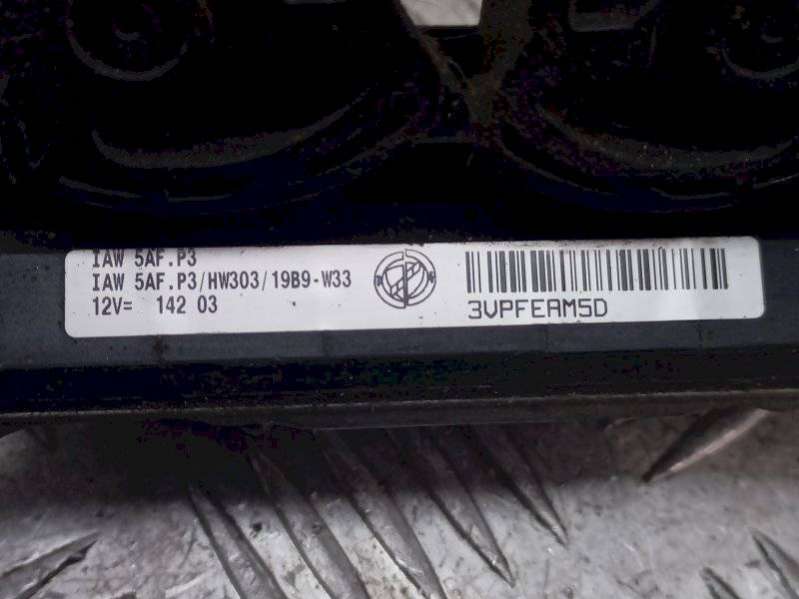 IAW 5AF.P3
IAW 5AF.P3/HW303/19B9-W33
12V= 142 03
3VPFEAM5D